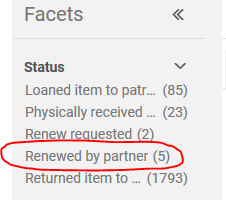 Facets
Status
Loaned item to patr... (85)
Physically received ... (23)
Renew requested (2)
Renewed by partner (5)
Returned item to ... (1793)